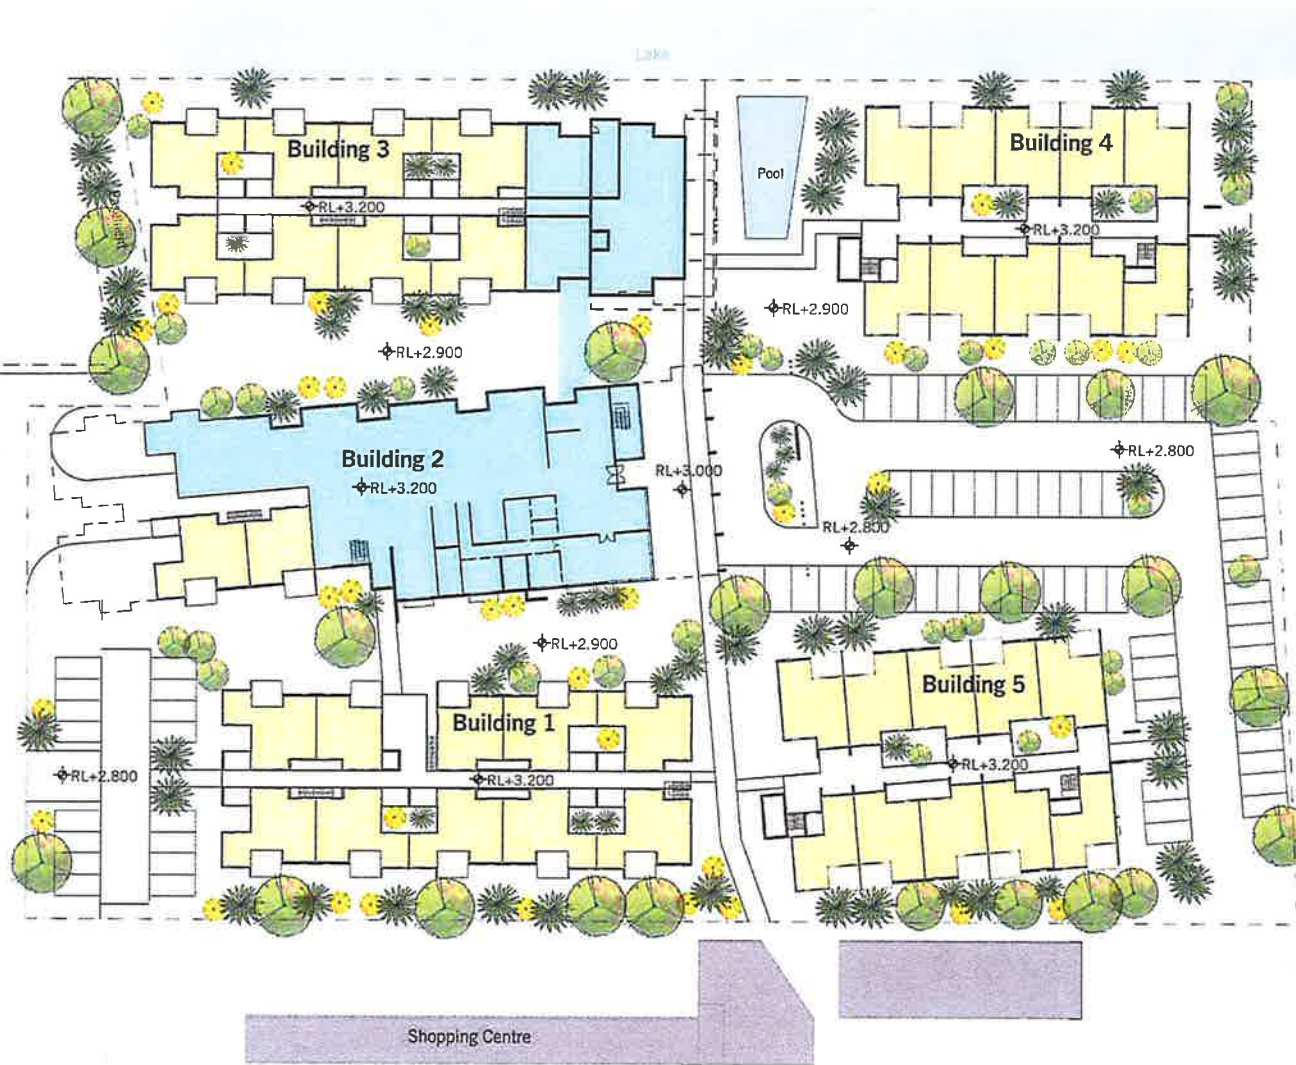 Lake
Building 3
Building 4
Pool
RL+3.200
RL+3.200
RL+2.900
RL+2.900
Building 2
RL+3.200
RL+3.000
RL+2.800
RL+2.800
RL+2.900
Building 5
Building 1
RL+2.800
RL+3.200
RL+3.200
Shopping Centre